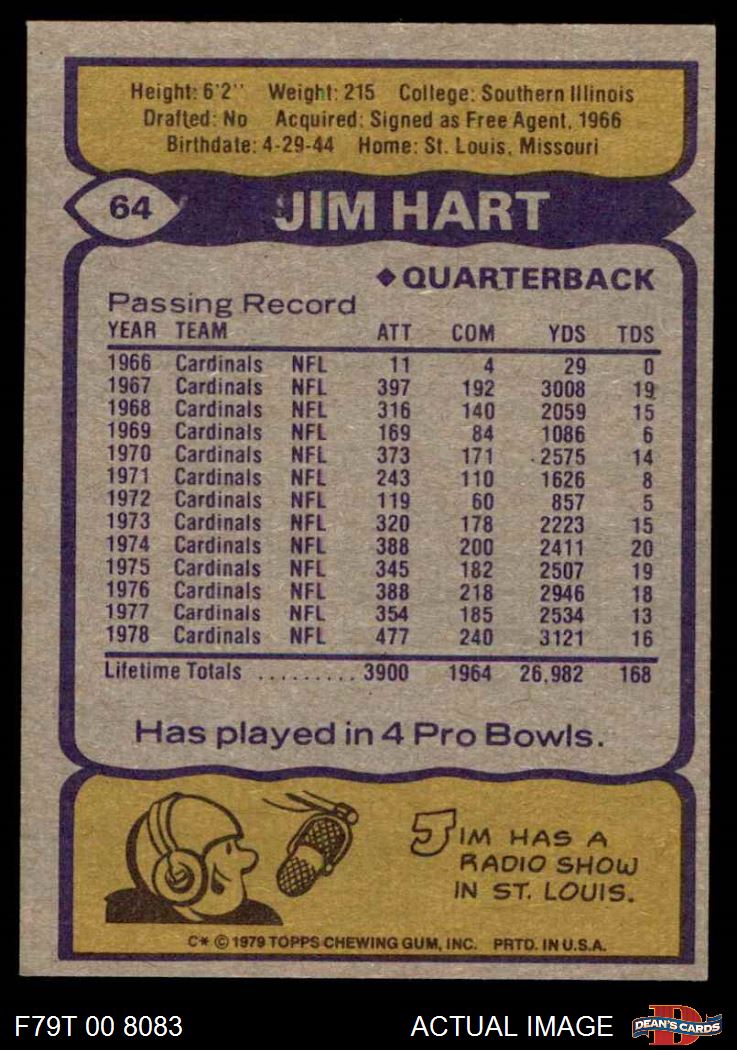 Height: 6'2'' Weight: 215 College: Southern Illinois
Drafted: No Acquired: Signed as Free Agent, 1966
Birthdate: 4-29-44 Home: St. Louis, Missouri
64 JIM HART
◆ QUARTERBACK
Passing Record
YEAR TEAM ATT COM YDS TDS
1966 Cardinals NFL 11 4 29 0
1967 Cardinals NFL 397 192 3008 19
1968 Cardinals NFL 316 140 2059 15
1969 Cardinals NFL 169 84 1086 6
1970 Cardinals NFL 373 171 2575 14
1971 Cardinals NFL 243 110 1626 8
1972 Cardinals NFL 119 60 857 5
1973 Cardinals NFL 320 178 2223 15
1974 Cardinals NFL 388 200 2411 20
1975 Cardinals NFL 345 182 2507 19
1976 Cardinals NFL 388 218 2946 18
1977 Cardinals NFL 354 185 2534 13
1978 Cardinals NFL 477 240 3121 16
Lifetime Totals .......... 3900 1964 26,982 168
Has played in 4 Pro Bowls.
JIM HAS A
RADIO SHOW
IN ST. LOUIS.
C* © 1979 TOPPS CHEWING GUM, INC. PRTD. IN U.S.A.
F79T 00 8083 ACTUAL IMAGE DEAN'S CARDS